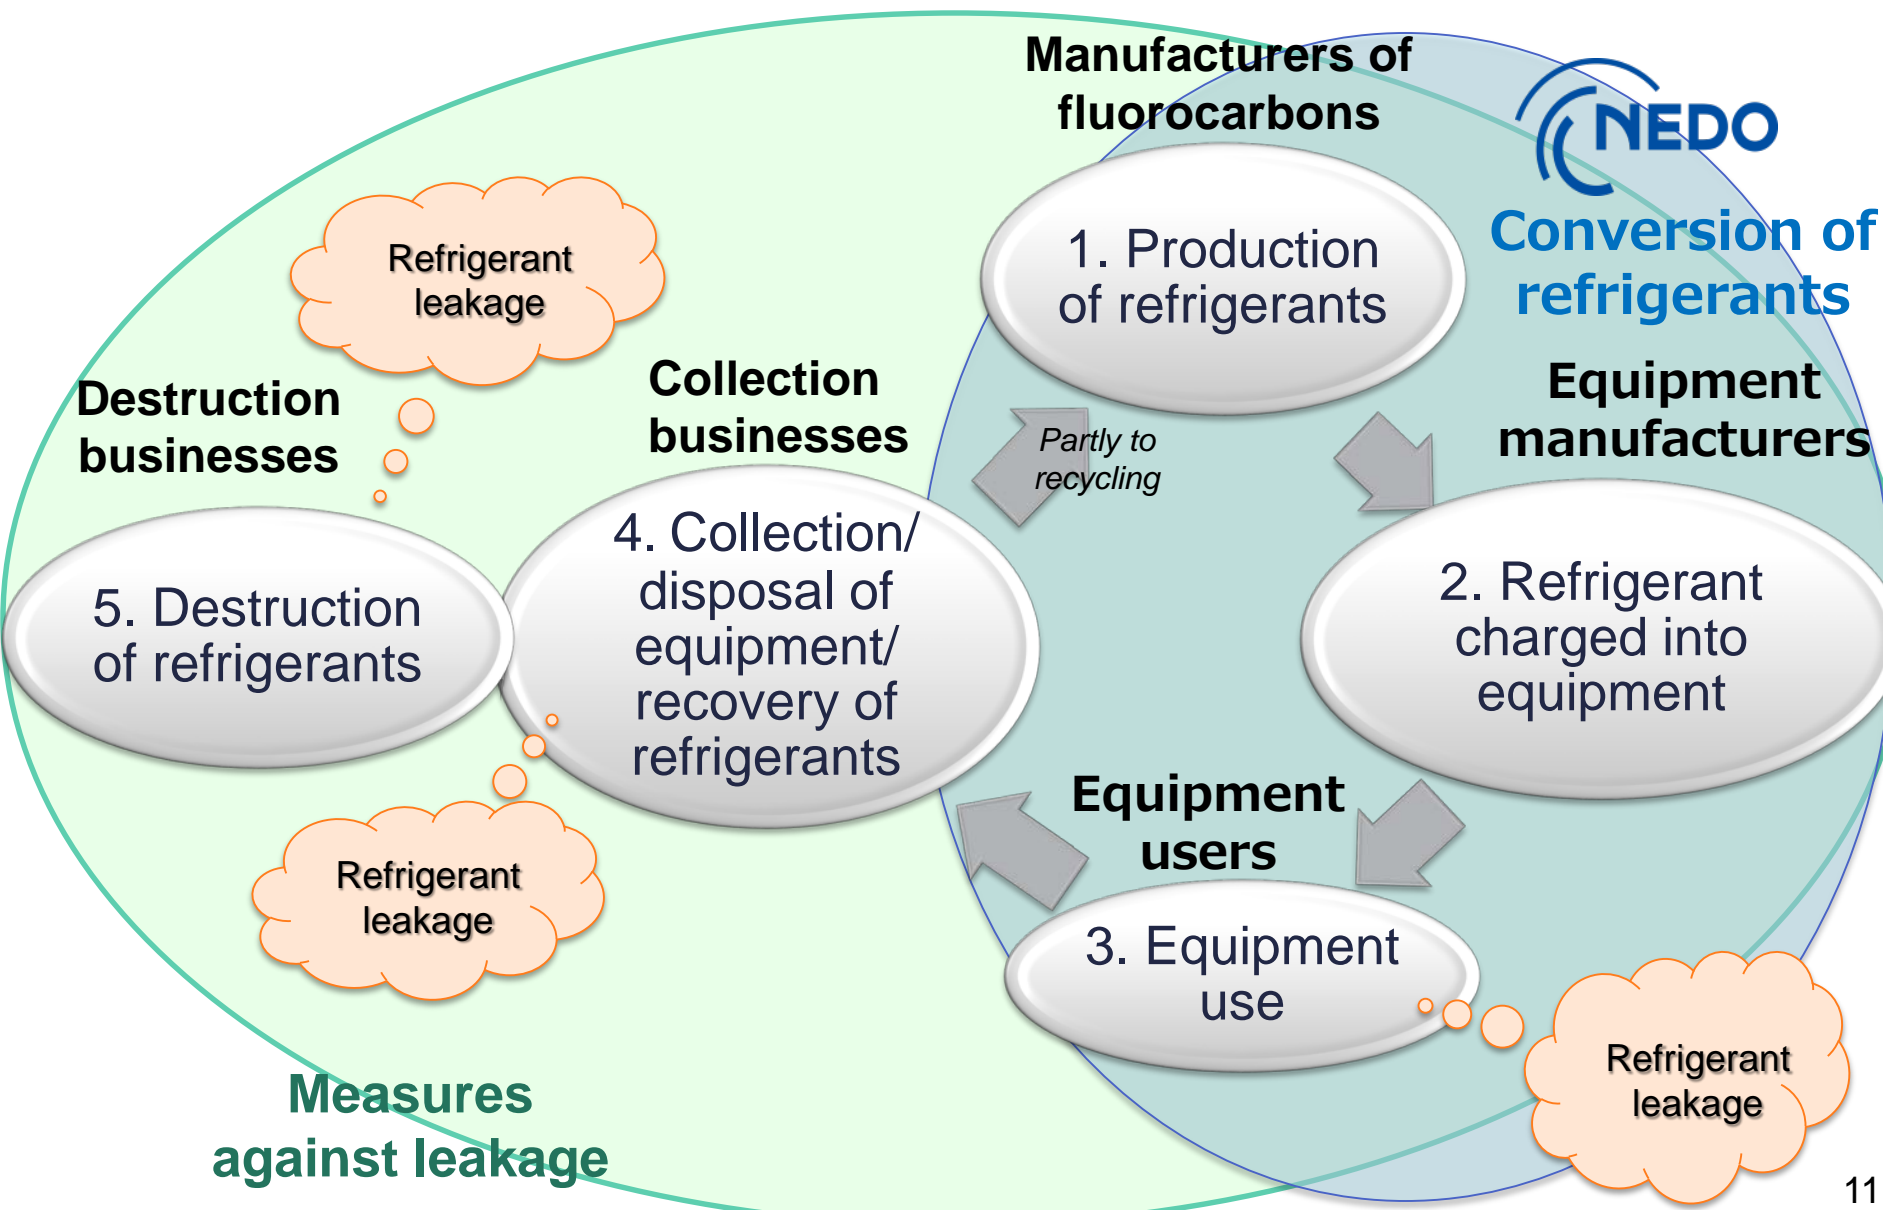 Manufacturers of
fluorocarbons
NEDO
Conversion of
refrigerants
1. Production
of refrigerants
Refrigerant
leakage
Destruction
businesses
Collection
businesses
Partly to
recycling
Equipment
manufacturers
5. Destruction
of refrigerants
4. Collection/
disposal of
equipment/
recovery of
refrigerants
2. Refrigerant
charged into
equipment
Equipment
users
Refrigerant
leakage
3. Equipment
use
Refrigerant
leakage
Measures
against leakage
11